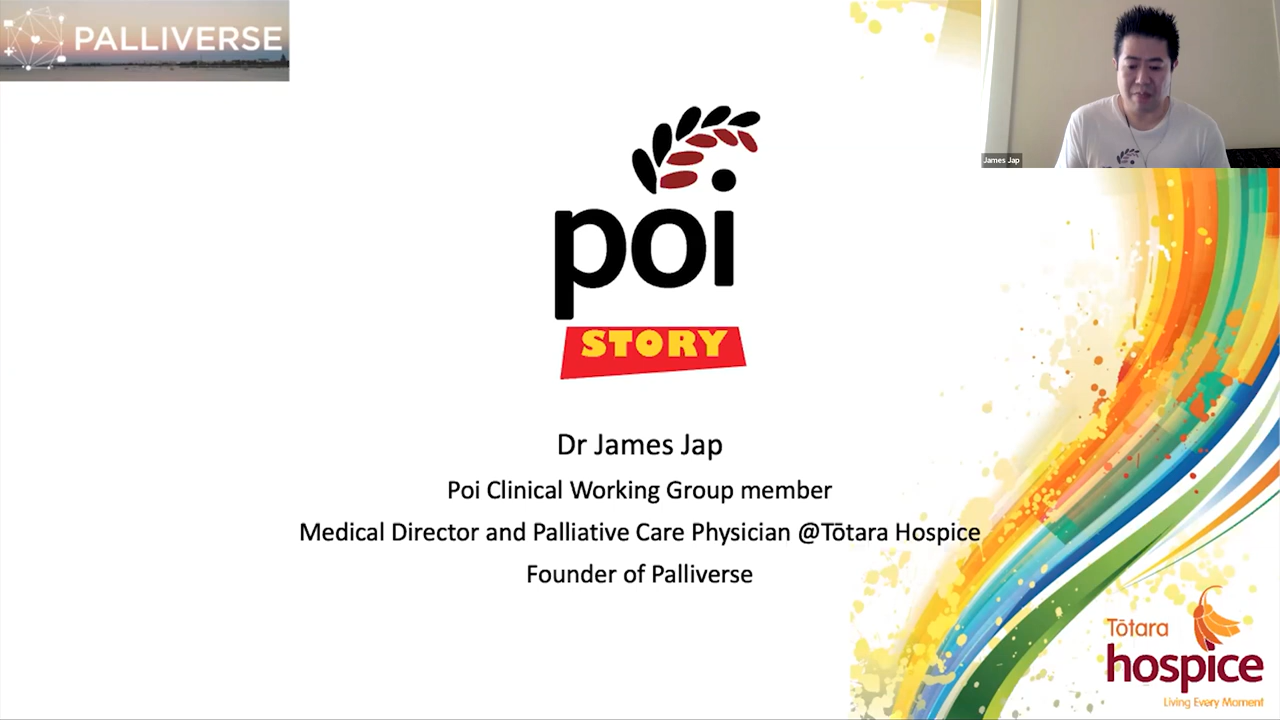 PALLIVERSE
James Jap
poi
STORY
Dr James Jap
Poi Clinical Working Group member
Medical Director and Palliative Care Physician @Tōtara Hospice
Founder of Palliverse
Tōtara
hospice
Living Every Moment